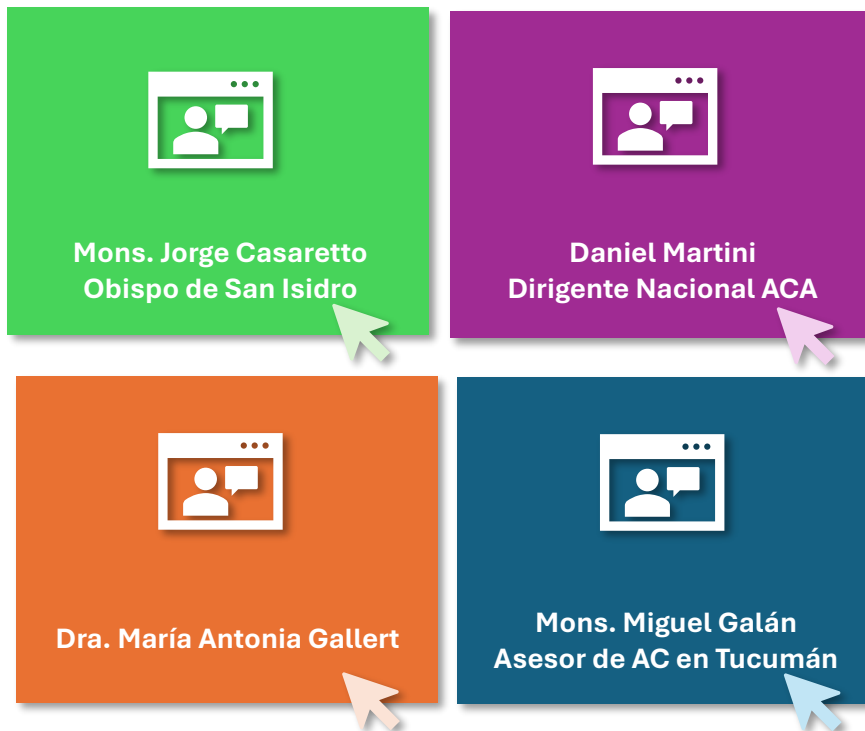 Mons. Jorge Casaretto
Obispo de San Isidro
Daniel Martini
Dirigente Nacional ACA
Dra. María Antonia Gallert
Mons. Miguel Galán
Asesor de AC en Tucumán